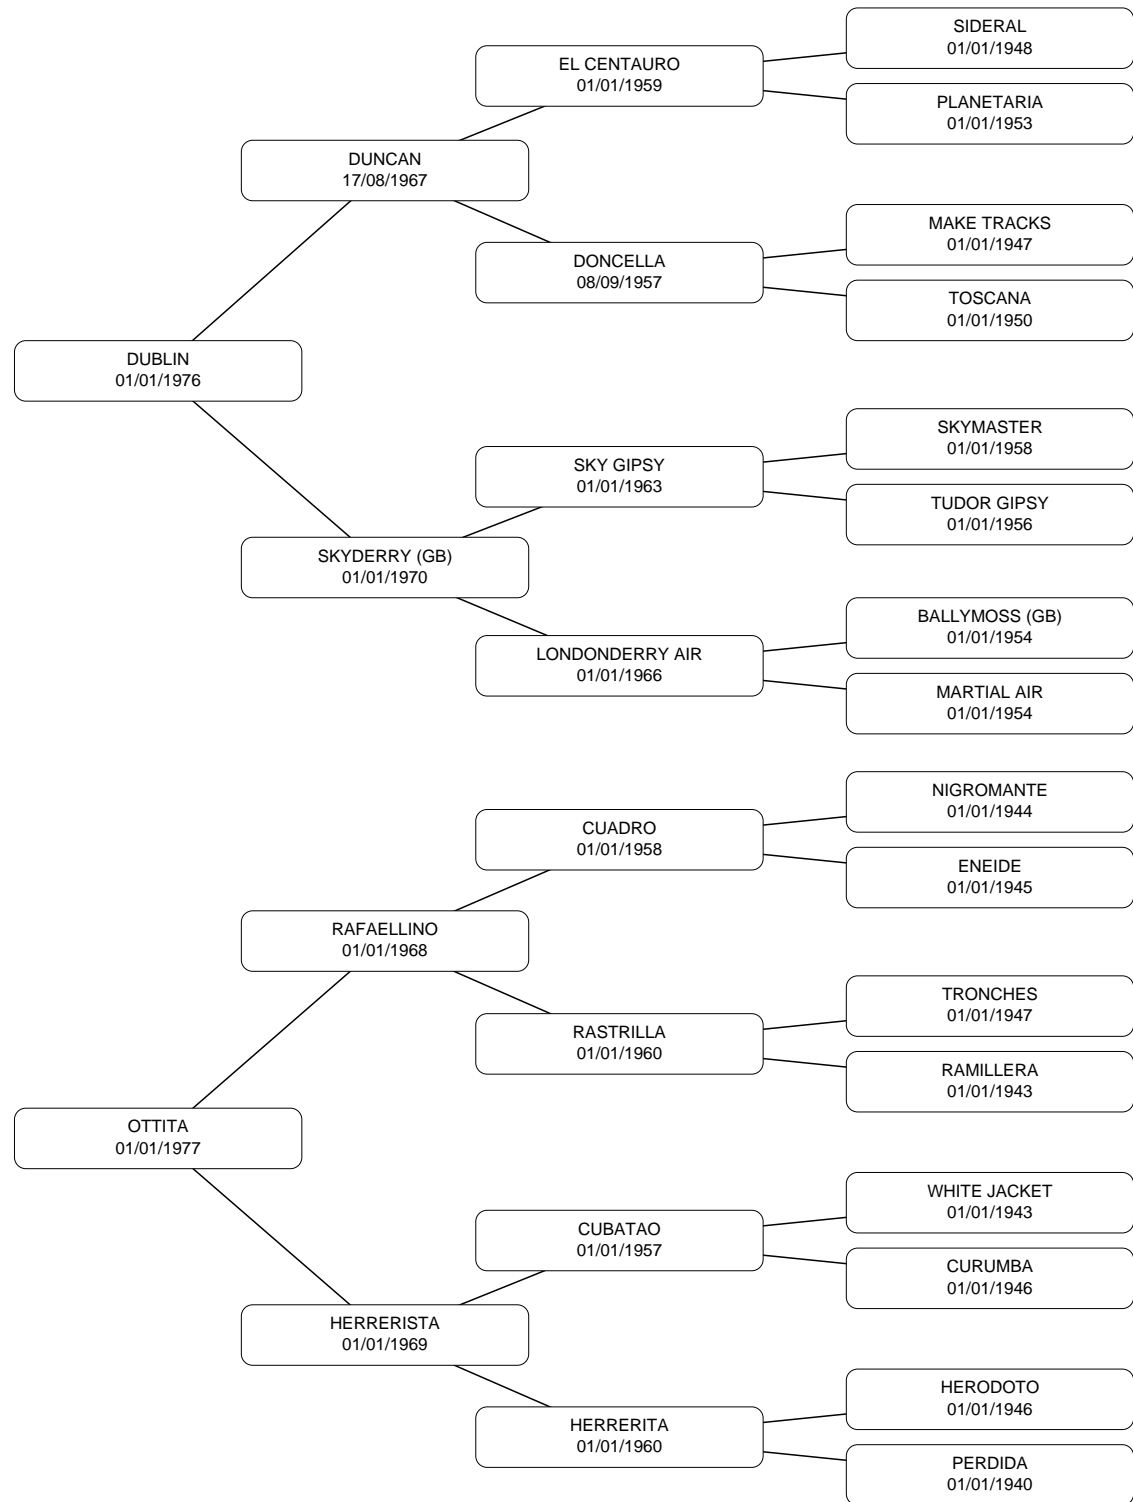 SIDERAL
01/01/1948
EL CENTAURO
01/01/1959
PLANETARIA
01/01/1953
DUNCAN
17/08/1967
MAKE TRACKS
01/01/1947
DONCELLA
08/09/1957
TOSCANA
01/01/1950
DUBLIN
01/01/1976
SKYMASTER
01/01/1958
SKY GIPSY
01/01/1963
TUDOR GIPSY
01/01/1956
SKYDERRY (GB)
01/01/1970
BALLYMOSS (GB)
01/01/1954
LONDONDERRY AIR
01/01/1966
MARTIAL AIR
01/01/1954
NIGROMANTE
01/01/1944
CUADRO
01/01/1958
ENEIDE
01/01/1945
RAFAELLINO
01/01/1968
TRONCHES
01/01/1947
RASTRILLA
01/01/1960
RAMILLERA
01/01/1943
OTTITA
01/01/1977
WHITE JACKET
01/01/1943
CUBATAO
01/01/1957
CURUMBA
01/01/1946
HERRERISTA
01/01/1969
HERODOTO
01/01/1946
HERRERITA
01/01/1960
PERDIDA
01/01/1940